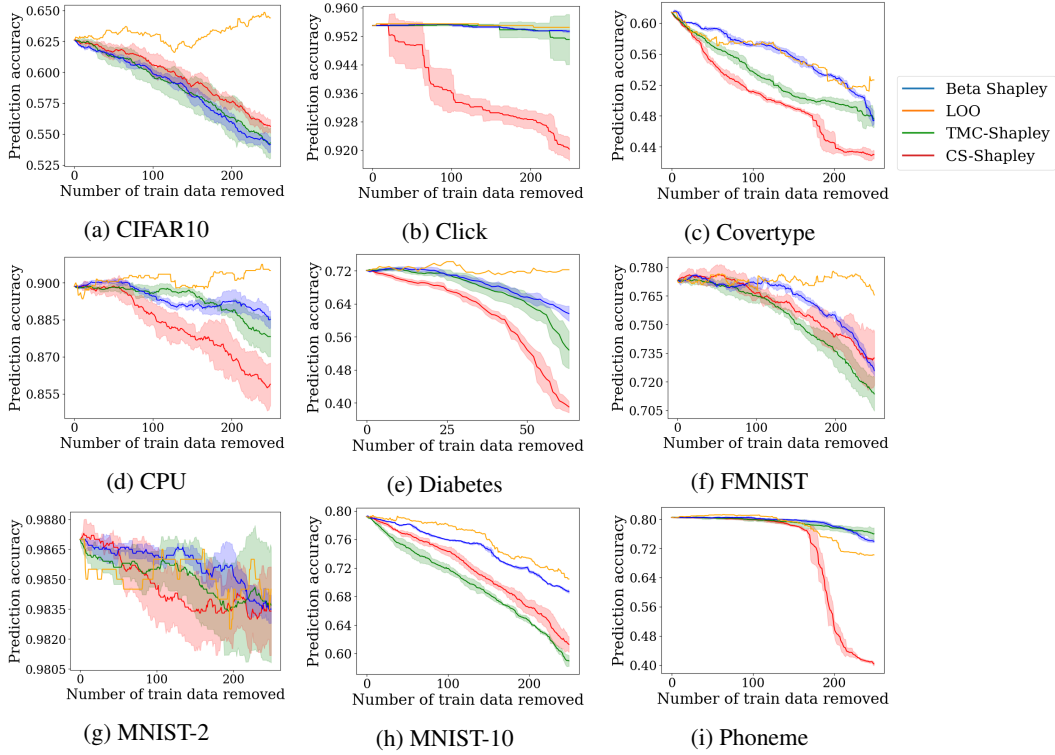 0.650
0.625
0.600
0.575
0.550
0.525
Prediction accuracy
0 100 200
Number of train data removed
(a) CIFAR10
0.960
0.952
0.944
0.936
0.928
0.920
Prediction accuracy
0 100 200
Number of train data removed
(b) Click
0.60
0.56
0.52
0.48
0.44
Prediction accuracy
0 100 200
Number of train data removed
(c) Covertype
Beta Shapley
LOO
TMC-Shapley
CS-Shapley
0.900
0.885
0.870
0.855
Prediction accuracy
0 100 200
Number of train data removed
(d) CPU
0.72
0.64
0.56
0.48
0.40
Prediction accuracy
0 25 50
Number of train data removed
(e) Diabetes
0.780
0.765
0.750
0.735
0.720
0.705
Prediction accuracy
0 100 200
Number of train data removed
(f) FMNIST
0.9880
0.9865
0.9850
0.9835
0.9820
0.9805
Prediction accuracy
0 100 200
Number of train data removed
(g) MNIST-2
0.80
0.76
0.72
0.68
0.64
0.60
Prediction accuracy
0 100 200
Number of train data removed
(h) MNIST-10
0.80
0.72
0.64
0.56
0.48
0.40
Prediction accuracy
0 100 200
Number of train data removed
(i) Phoneme